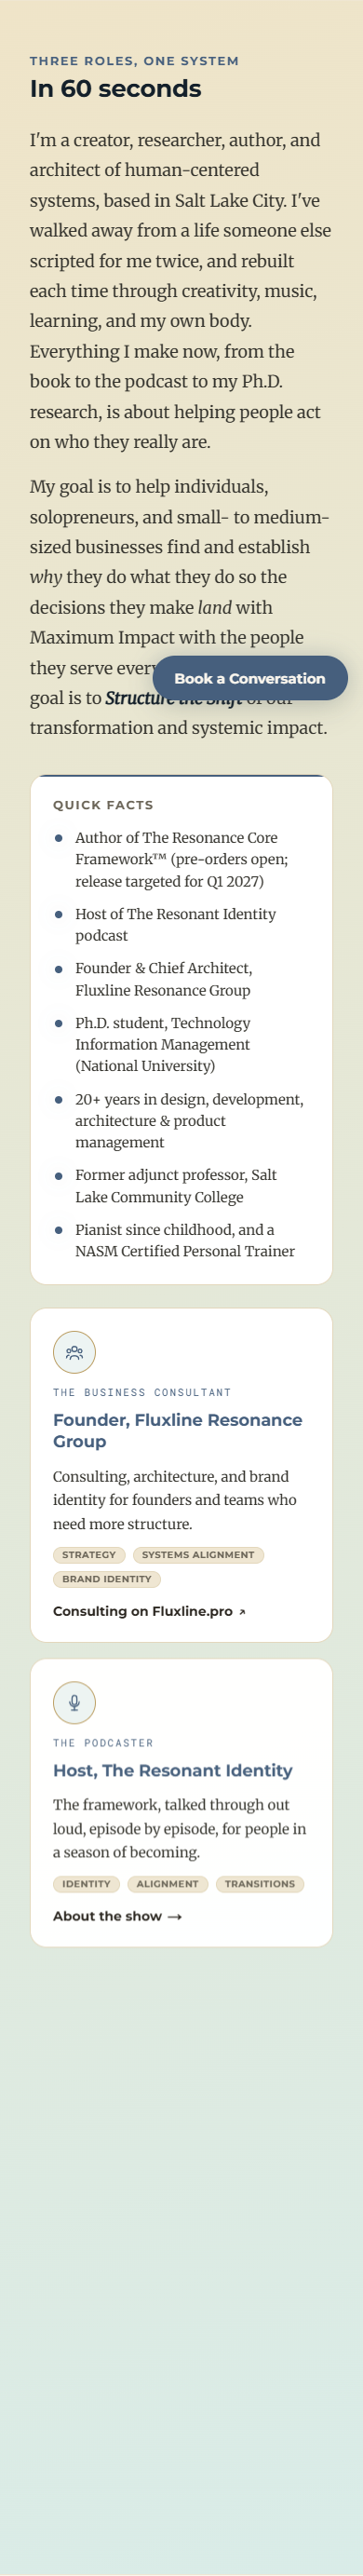 THREE ROLES, ONE SYSTEM
In 60 seconds
I'm a creator, researcher, author, and
architect of human-centered
systems, based in Salt Lake City. I've
walked away from a life someone else
scripted for me twice, and rebuilt
each time through creativity, music,
learning, and my own body.
Everything I make now, from the
book to the podcast to my Ph.D.
research, is about helping people act
on who they really are.
My goal is to help individuals,
solopreneurs, and small- to medium-
sized businesses find and establish
why they do what they do so the
decisions they make land with
Maximum Impact with the people
they serve
Book a Conversation
goal is to Structure the Shift of our
transformation and systemic impact.
QUICK FACTS
Author of The Resonance Core
Framework™ (pre-orders open;
release targeted for Q1 2027)
Host of The Resonant Identity
podcast
Founder & Chief Architect,
Fluxline Resonance Group
Ph.D. student, Technology
Information Management
(National University)
20+ years in design, development,
architecture & product
management
Former adjunct professor, Salt
Lake Community College
Pianist since childhood, and a
NASM Certified Personal Trainer
THE BUSINESS CONSULTANT
Founder, Fluxline Resonance
Group
Consulting, architecture, and brand
identity for founders and teams who
need more structure.
STRATEGY SYSTEMS ALIGNMENT
BRAND IDENTITY
Consulting on Fluxline.pro ↗
THE PODCASTER
Host, The Resonant Identity
The framework, talked through out
loud, episode by episode, for people in
a season of becoming.
IDENTITY ALIGNMENT TRANSITIONS
About the show →